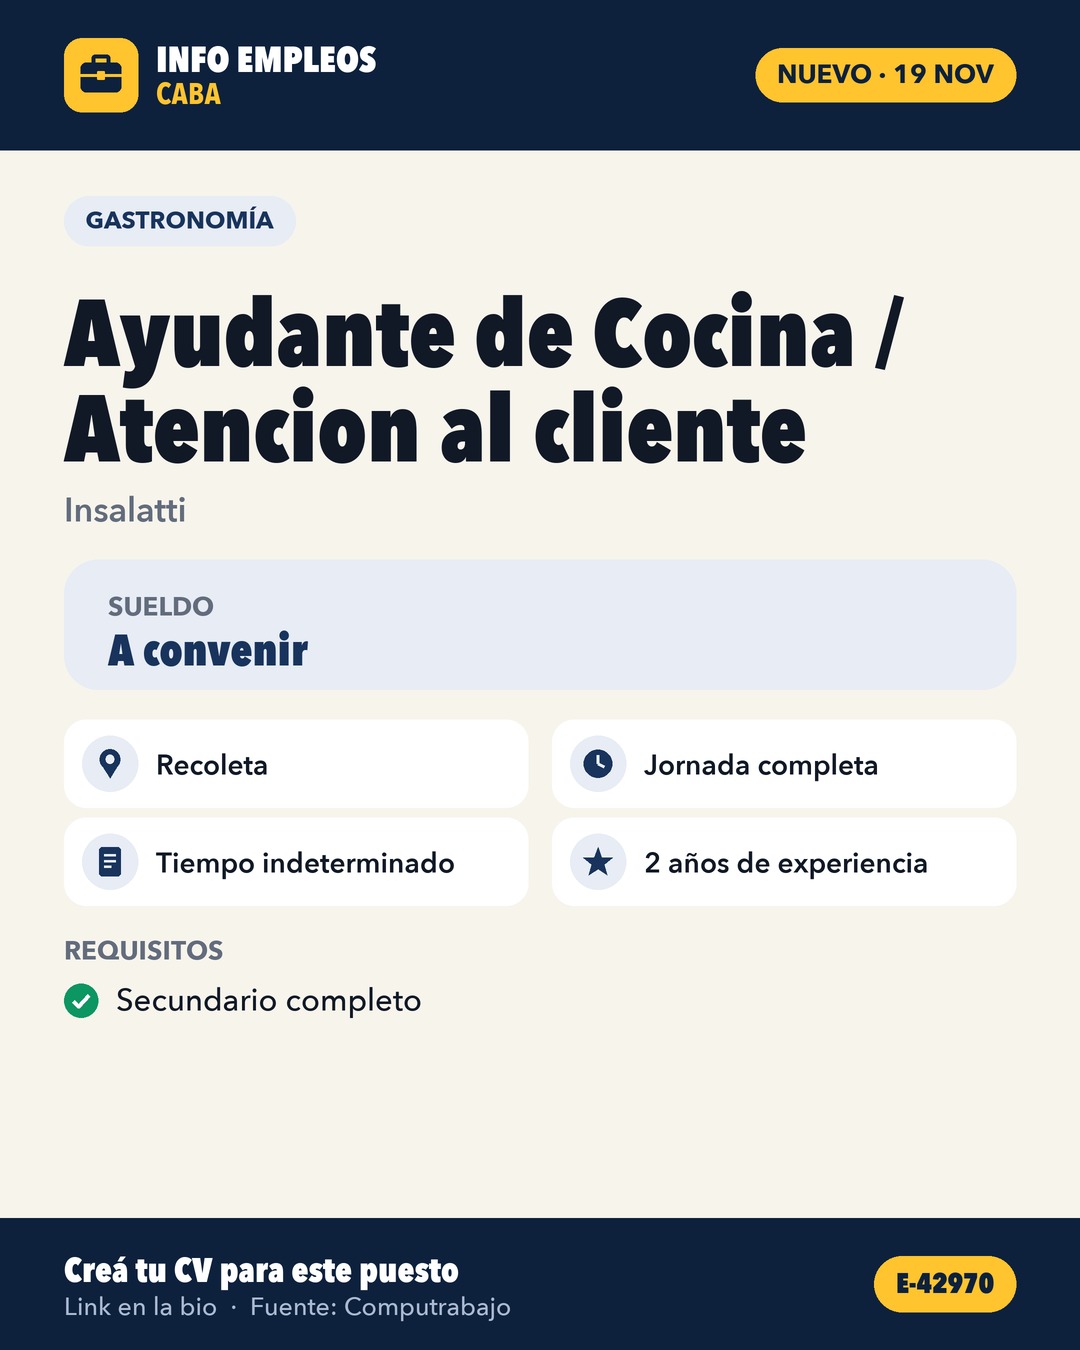 INFO EMPLEOS
CABA
NUEVO · 19 NOV
GASTRONOMÍA
Ayudante de Cocina /
Atencion al cliente
Insalatti
SUELDO
A convenir
Recoleta
Jornada completa
Tiempo indeterminado
2 años de experiencia
REQUISITOS
Secundario completo
Creá tu CV para este puesto
Link en la bio · Fuente: Computrabajo
E-42970